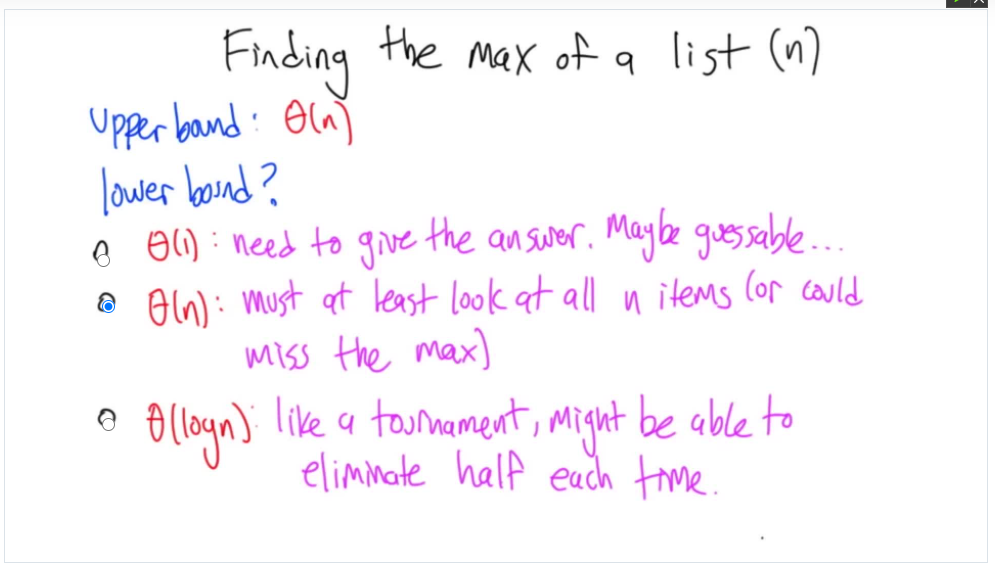 Finding the max of a list (n)
Upper bound: Θ(n)
lower bound?
Θ(1): need to give the answer. Maybe guessable...
Θ(n): must at least look at all n items (or could
miss the max)
Θ(logn): like a tournament, might be able to
eliminate half each time.